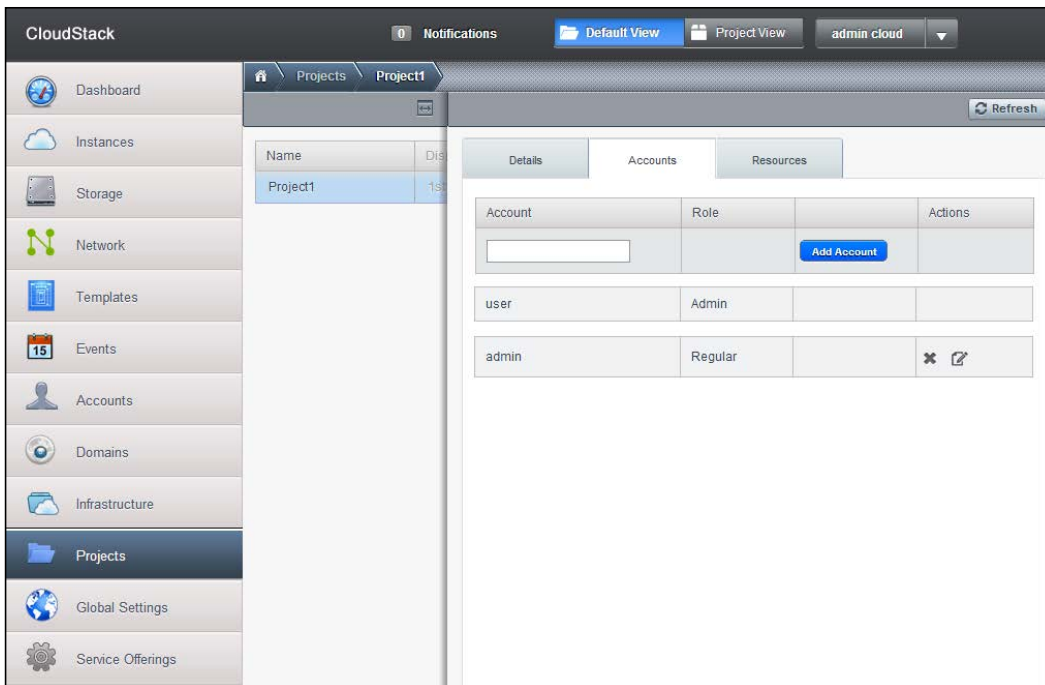 CloudStack
0 Notifications
Default View
Project View
admin cloud
Dashboard
Instances
Storage
Network
Templates
15
Events
Accounts
Domains
Infrastructure
Projects
Global Settings
Service Offerings
Projects
Project1
Refresh
Name
Dis
Project1
1st
Details
Accounts
Resources
Account Role Actions
Add Account
user Admin
admin Regular